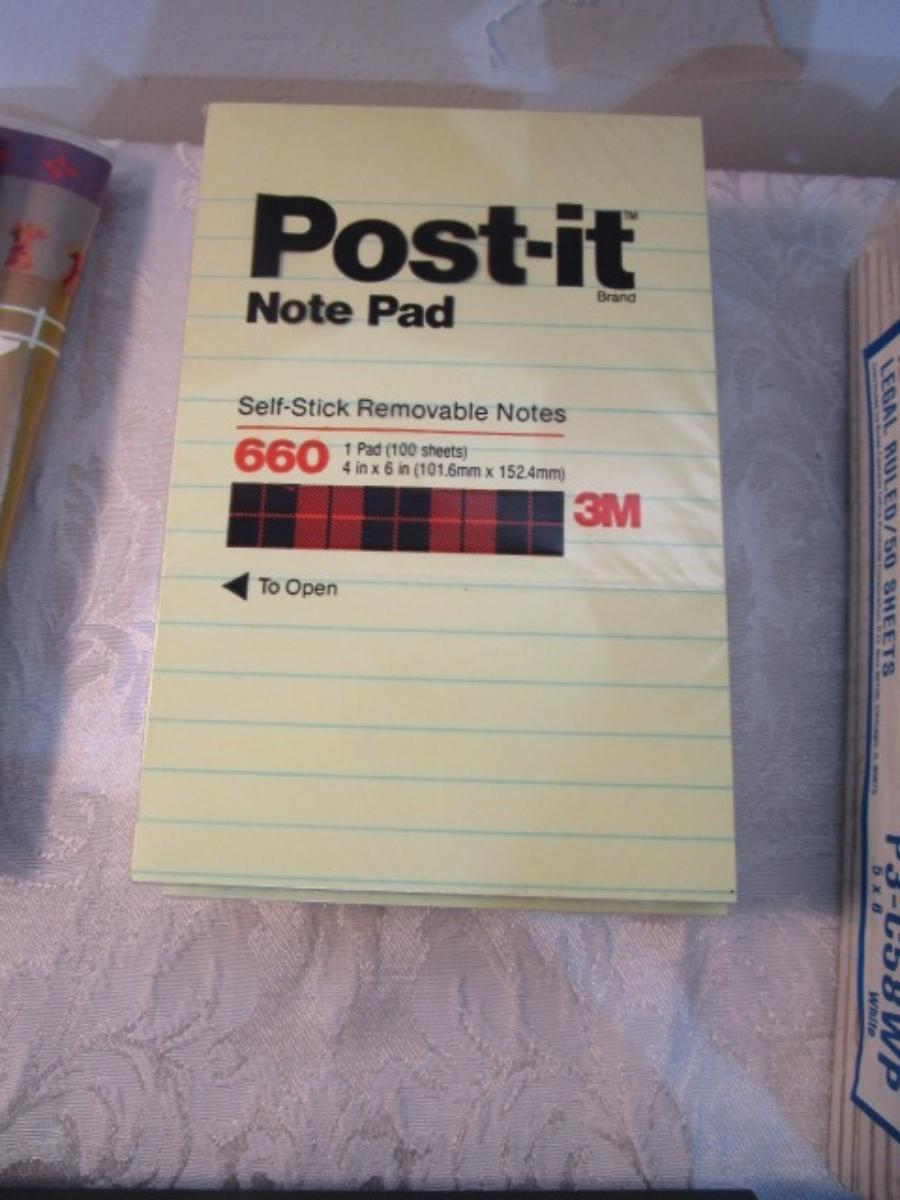 Post-it™
Brand
Note Pad
Self-Stick Removable Notes
660
1 Pad (100 sheets)
4 in x 6 in (101.6mm x 152.4mm)
3M
To Open
LEGAL RULED/50 SHEETS
P3-C58WP
5 x 8
White